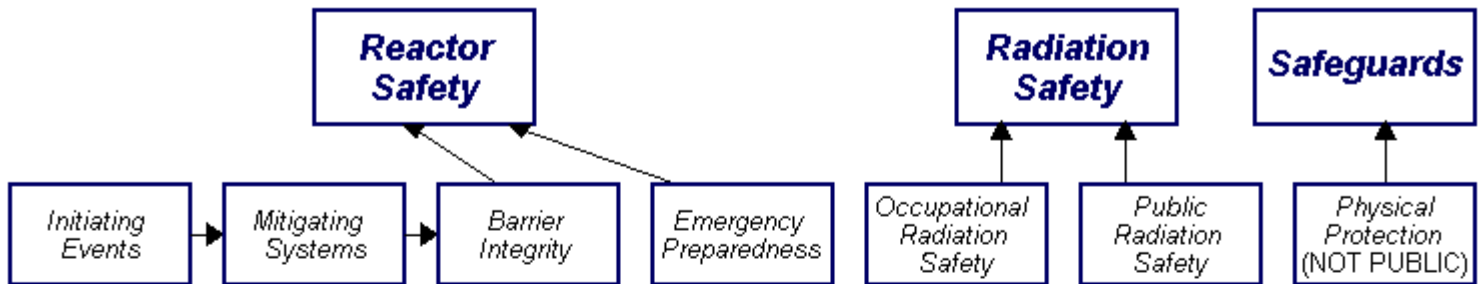 Reactor
Safety
Radiation
Safety
Safeguards
Initiating
Events
Mitigating
Systems
Barrier
Integrity
Emergency
Preparedness
Occupational
Radiation
Safety
Public
Radiation
Safety
Physical
Protection
(NOT PUBLIC)